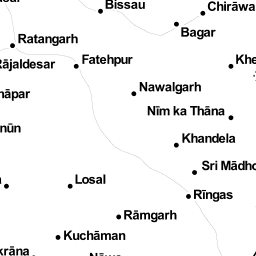 Bissau
Chirāwa
Bagar
Ratangarh
Fatehpur
Rājaldesar
Nawalgarh
Nīm ka Thāna
Khandela
Sri Mādho
Losal
Rīngas
Rāmgarh
Kuchāman